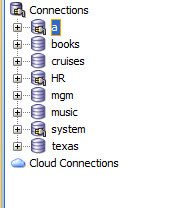 Connections
a
books
cruises
HR
mgm
music
system
texas
Cloud Connections